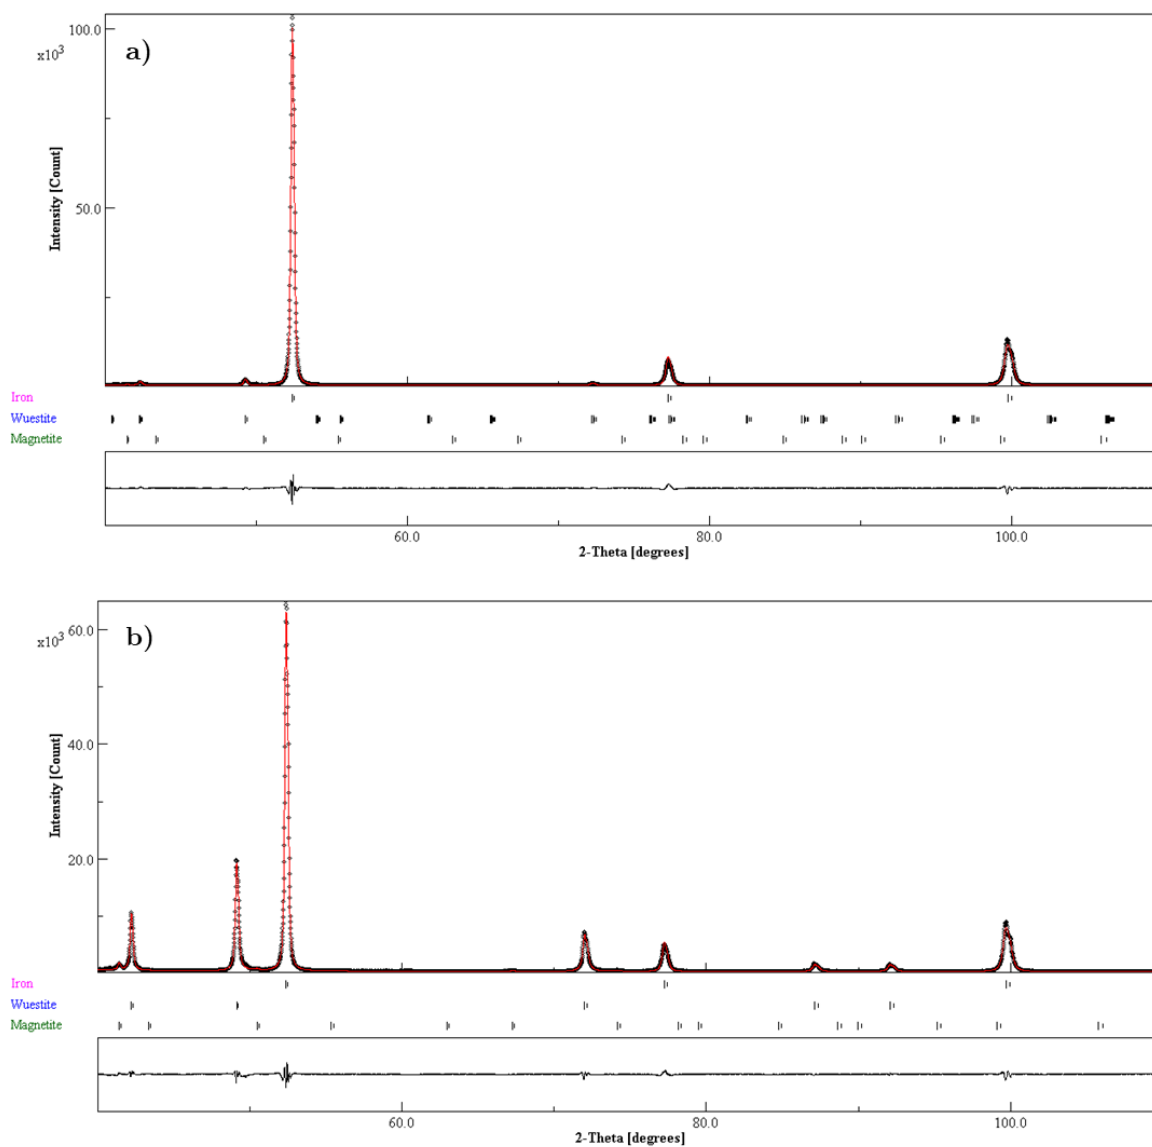 a)
100.0
x10³
50.0
Intensity [Count]
Iron
Wuestite
Magnetite
60.0 80.0 100.0
2-Theta [degrees]
b)
60.0
x10³
40.0
20.0
Intensity [Count]
Iron
Wuestite
Magnetite
60.0 80.0 100.0
2-Theta [degrees]